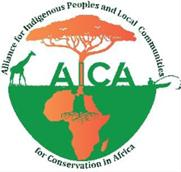 Alliance for Indigenous Peoples and Local Communities
AICA
for Conservation in Africa